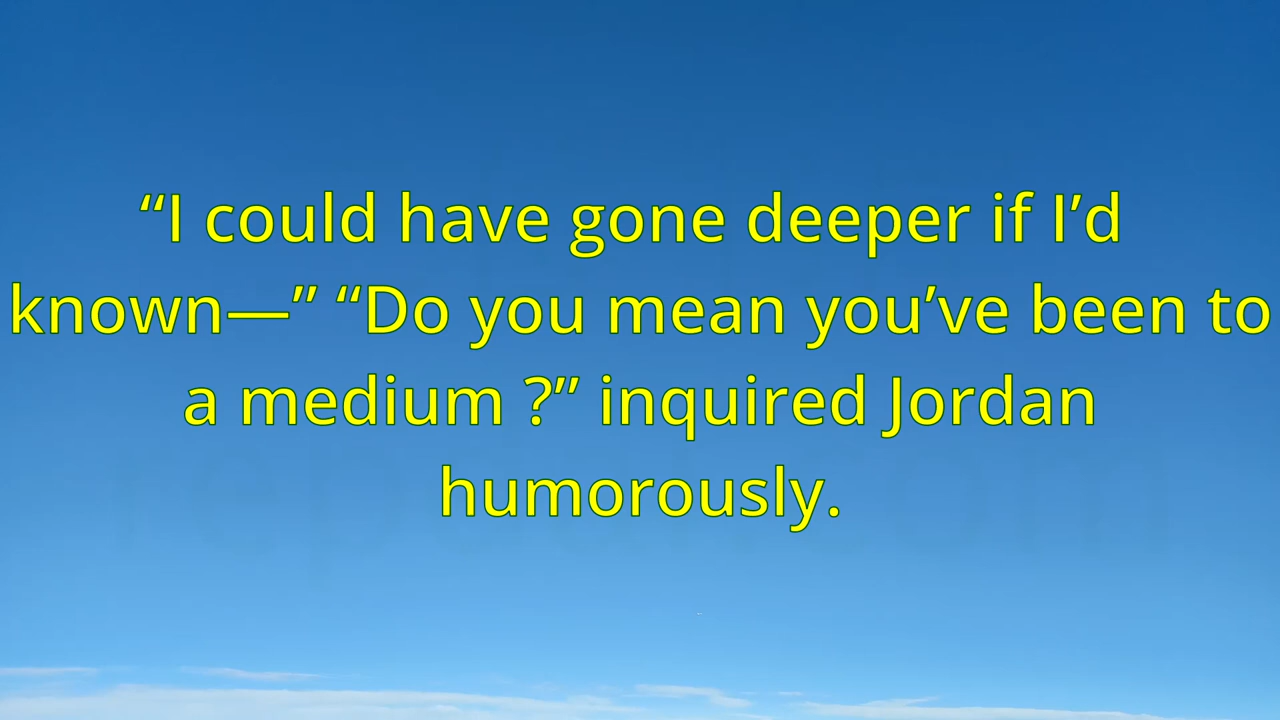 “I could have gone deeper if I’d
known—” “Do you mean you’ve been to
a medium ?” inquired Jordan
humorously.